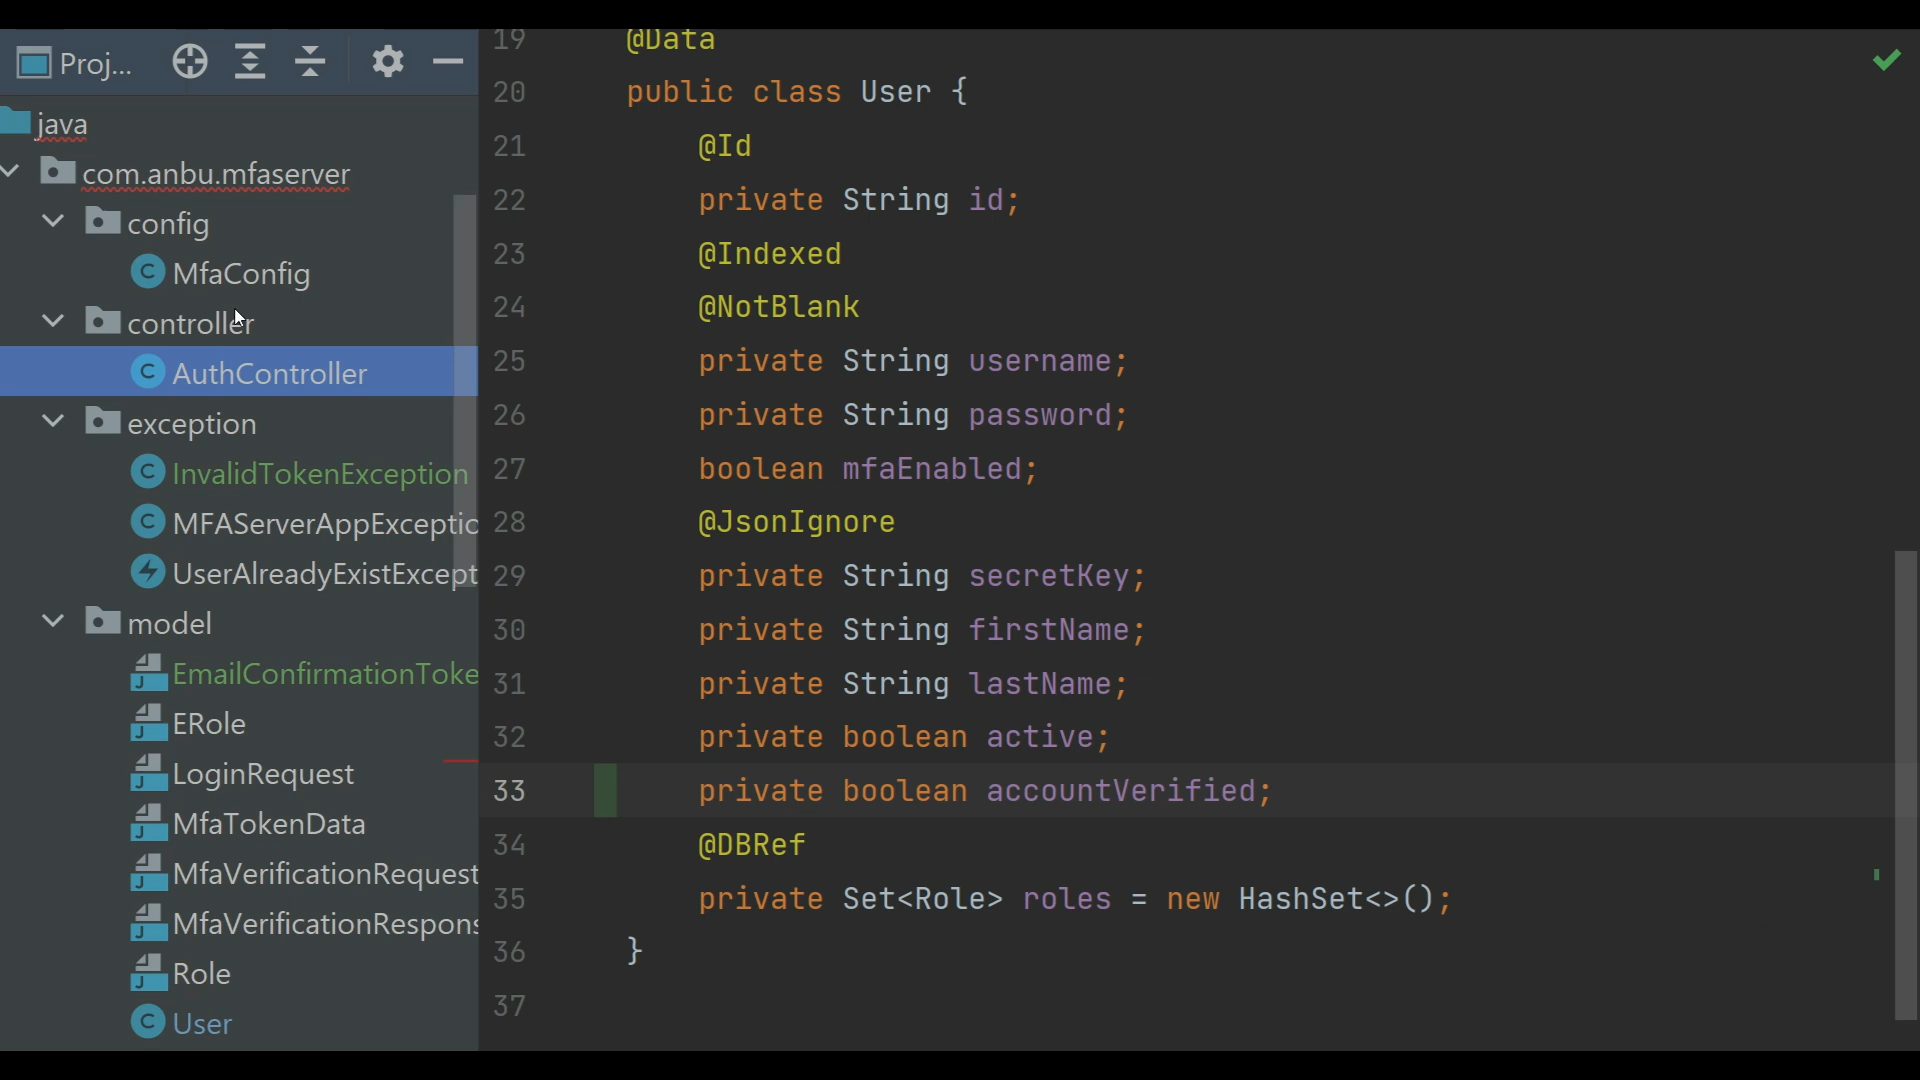 Proj...
java
com.anbu.mfaserver
config
MfaConfig
controller
AuthController
exception
InvalidTokenException
MFAServerAppExceptio
UserAlreadyExistExcept
model
EmailConfirmationToke
ERole
LoginRequest
MfaTokenData
MfaVerificationRequest
MfaVerificationRespons
Role
User
19 @Data
20 public class User {
21 @Id
22 private String id;
23 @Indexed
24 @NotBlank
25 private String username;
26 private String password;
27 boolean mfaEnabled;
28 @JsonIgnore
29 private String secretKey;
30 private String firstName;
31 private String lastName;
32 private boolean active;
33 private boolean accountVerified;
34 @DBRef
35 private Set<Role> roles = new HashSet<>();
36 }
37